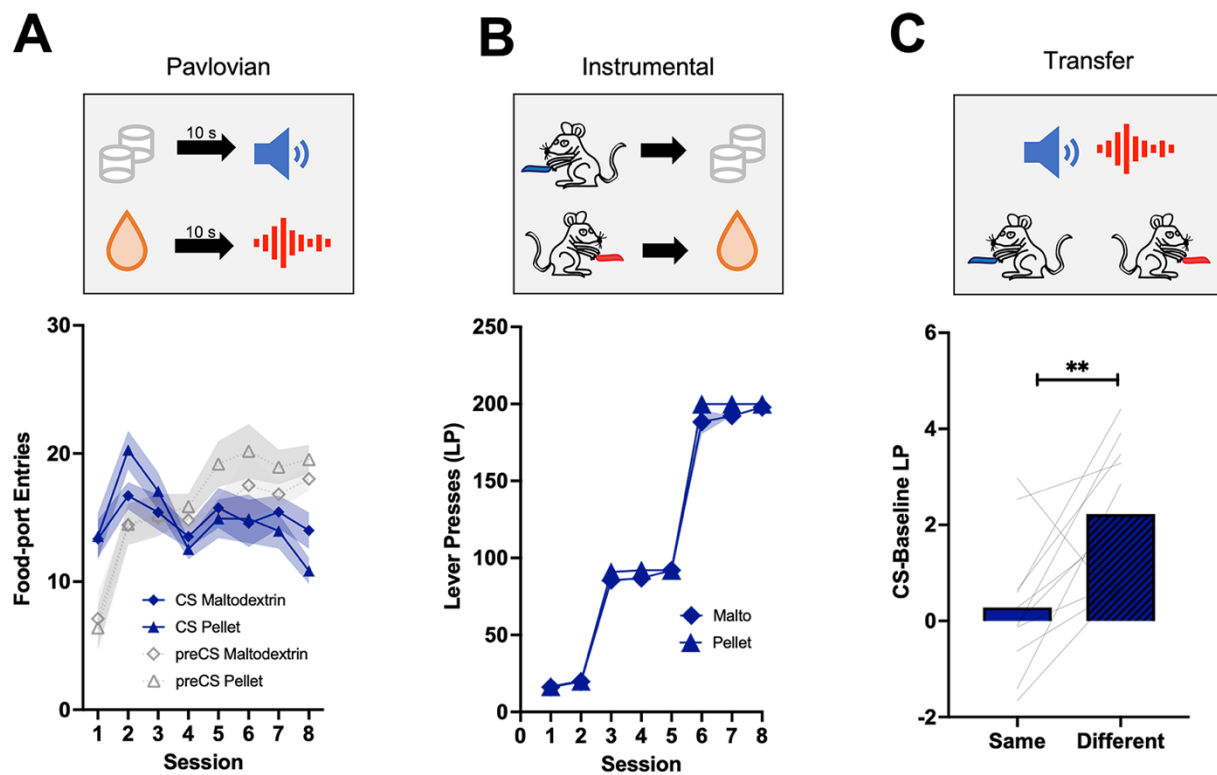 A
Pavlovian
10 s
10 s
30
20
10
0
Food-port Entries
CS Maltodextrin
CS Pellet
preCS Maltodextrin
preCS Pellet
1 2 3 4 5 6 7 8
Session
B
Instrumental
250
200
150
100
50
0
Lever Presses (LP)
Malto
Pellet
0 1 2 3 4 5 6 7 8
Session
C
Transfer
6
4
2
0
-2
CS-Baseline LP
**
Same Different